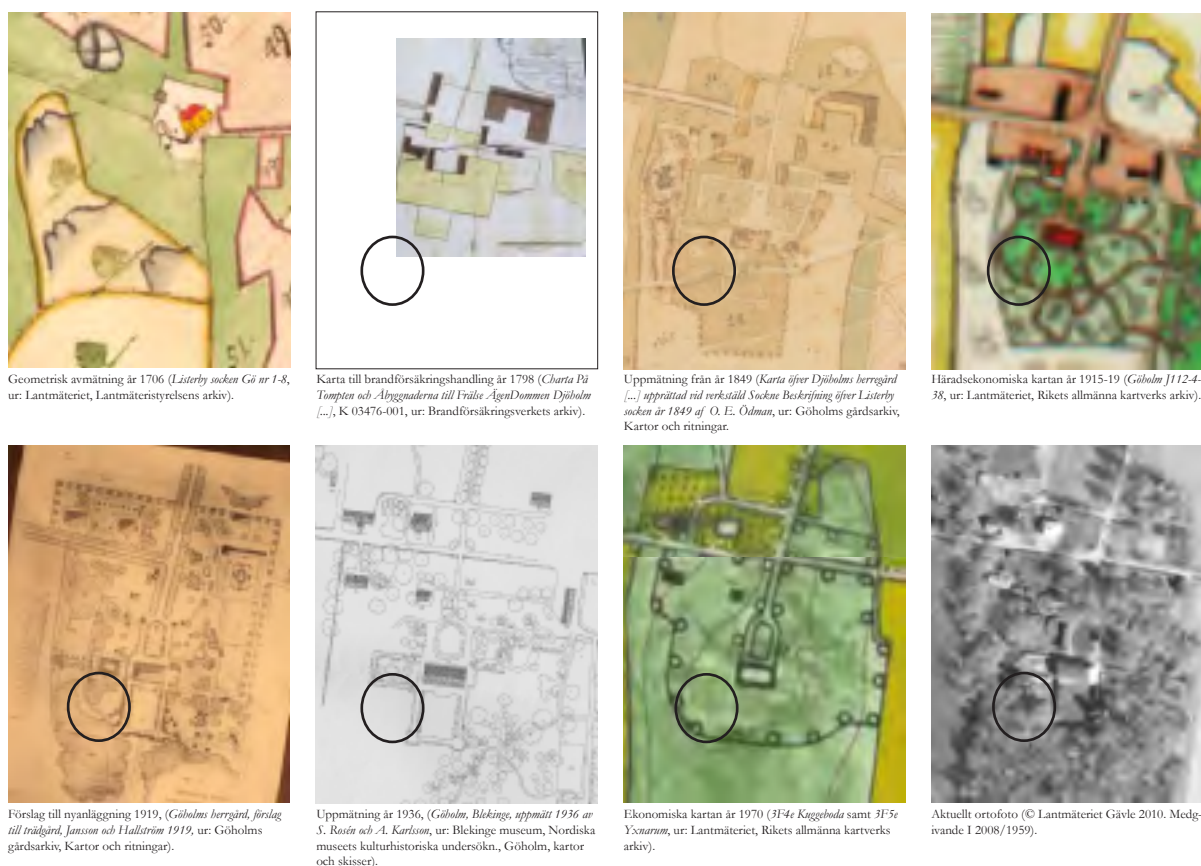 Geometrisk avmätning år 1706 (Listerby socken Gö nr 1-8,
ur: Lantmäteriet, Lantmäteristyrelsens arkiv).
Karta till brandförsäkringshandling år 1798 (Charta På
Tompten och Åbyggnaderna till Frälse ÄgenDommen Djöholm
[...], K 03476-001, ur: Brandförsäkringsverkets arkiv).
Uppmätning från år 1849 (Karta öfver Djöholms herregård
[...] upprättad vid verkstäld Sockne Beskrifning öfver Listerby
socken år 1849 af O. E. Ödman, ur: Göholms gårdsarkiv,
Kartor och ritningar.
Häradsekonomiska kartan år 1915-19 (Göholm J112-4-
38, ur: Lantmäteriet, Rikets allmänna kartverks arkiv).
Förslag till nyanläggning 1919, (Göholms herrgård, förslag
till trädgård, Jansson och Hallström 1919, ur: Göholms
gårdsarkiv, Kartor och ritningar).
Uppmätning år 1936, (Göholm, Blekinge, uppmätt 1936 av
S. Rosén och A. Karlsson, ur: Blekinge museum, Nordiska
museets kulturhistoriska undersökn., Göholm, kartor
och skisser).
Ekonomiska kartan år 1970 (3F4e Kuggeboda samt 3F5e
Yxnarum, ur: Lantmäteriet, Rikets allmänna kartverks
arkiv).
Aktuellt ortofoto (© Lantmäteriet Gävle 2010. Medg-
ivande I 2008/1959).